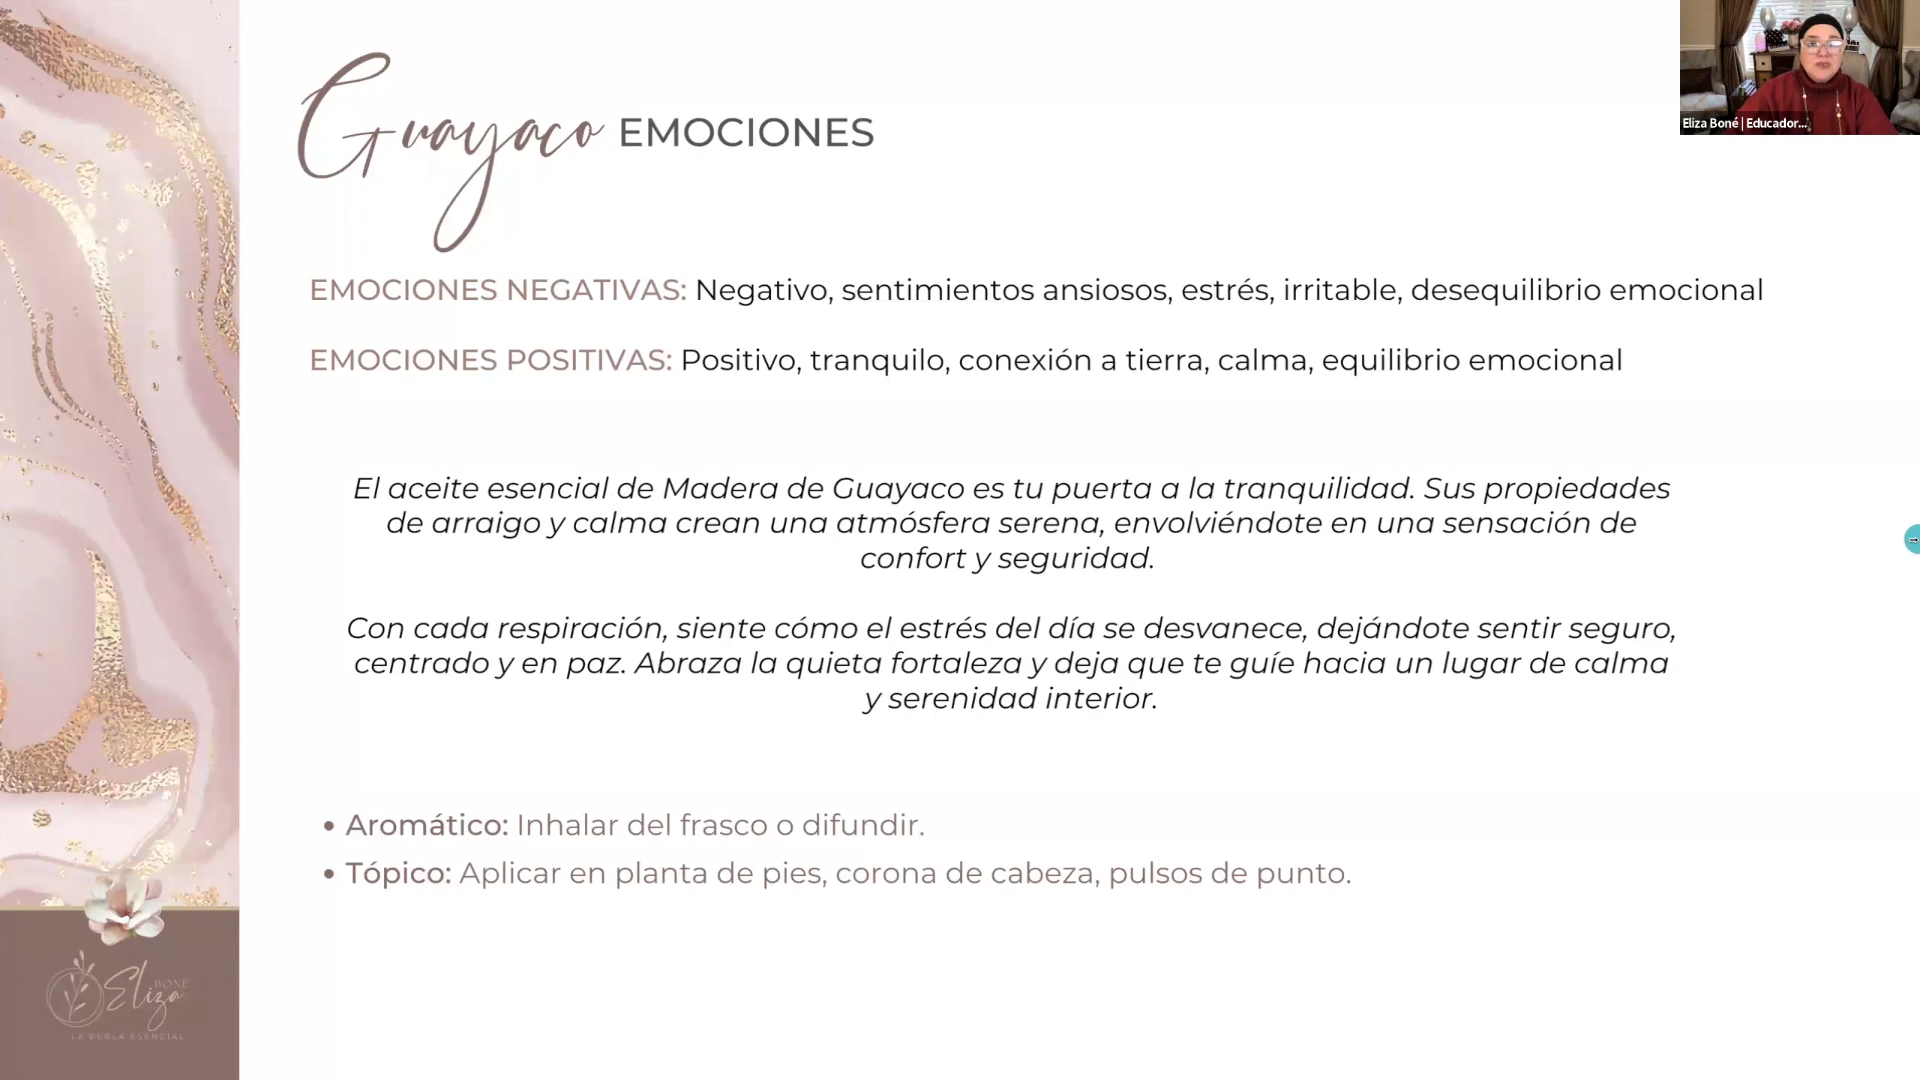 Guayaco EMOCIONES
Eliza Boné | Educador...
EMOCIONES NEGATIVAS: Negativo, sentimientos ansiosos, estrés, irritable, desequilibrio emocional
EMOCIONES POSITIVAS: Positivo, tranquilo, conexión a tierra, calma, equilibrio emocional
El aceite esencial de Madera de Guayaco es tu puerta a la tranquilidad. Sus propiedades
de arraigo y calma crean una atmósfera serena, envolviéndote en una sensación de
confort y seguridad.
Con cada respiración, siente cómo el estrés del día se desvanece, dejándote sentir seguro,
centrado y en paz. Abraza la quieta fortaleza y deja que te guíe hacia un lugar de calma
y serenidad interior.
• Aromático: Inhalar del frasco o difundir.
• Tópico: Aplicar en planta de pies, corona de cabeza, pulsos de punto.
BONÉ
Eliza
LA PERLA ESENCIAL